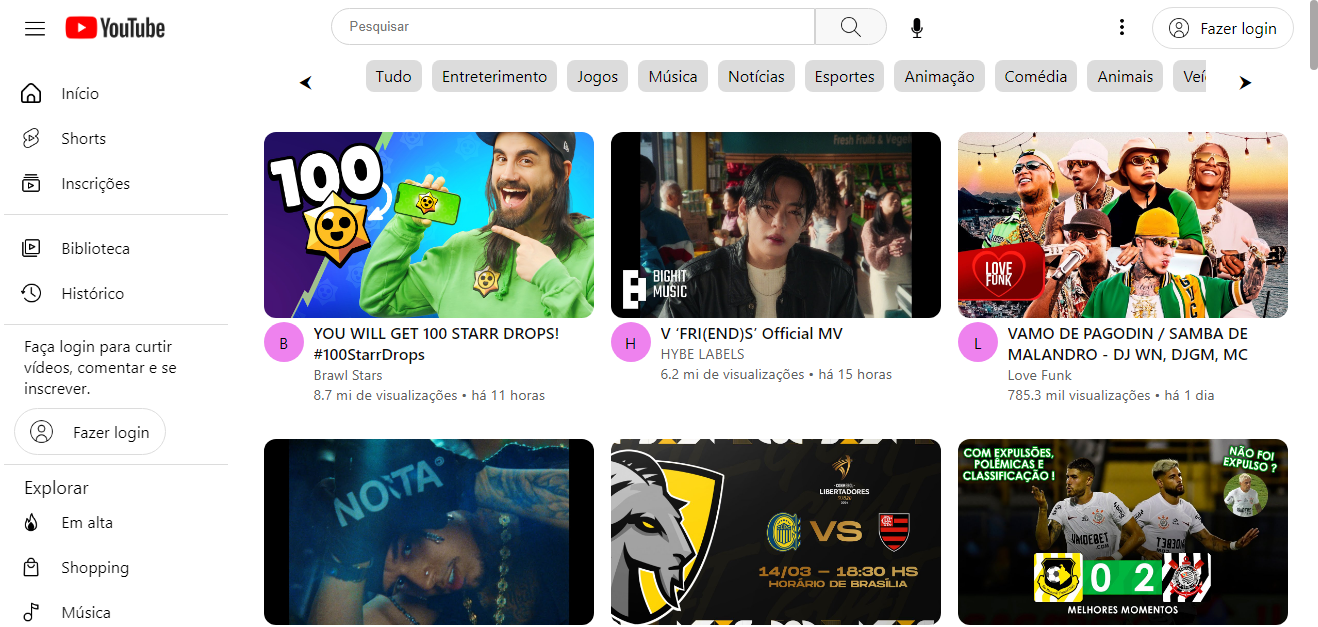 YouTube
Pesquisar
Fazer login
Tudo
Entreterimento
Jogos
Música
Notícias
Esportes
Animação
Comédia
Animais
Início
Shorts
Inscrições
Biblioteca
Histórico
Faça login para curtir
vídeos, comentar e se
inscrever.
Fazer login
Explorar
Em alta
Shopping
Música
100
B
YOU WILL GET 100 STARR DROPS!
#100StarrDrops
Brawl Stars
8.7 mi de visualizações • há 11 horas
Fresh Fruits &
BIGHIT
MUSIC
H
V ‘FRI(END)S’ Official MV
HYBE LABELS
6.2 mi de visualizações • há 15 horas
LOVE
FUNK
L
VAMO DE PAGODIN / SAMBA DE
MALANDRO - DJ WN, DJGM, MC
Love Funk
785.3 mil visualizações • há 1 dia
LIBERTADORES
VS
14/03 – 18:30 HS
HORÁRIO DE BRASÍLIA
COM EXPULSÕES,
POLÊMICAS E
CLASSIFICAÇÃO !
NÃO FOI
EXPULSO ?
0 2
MELHORES MOMENTOS